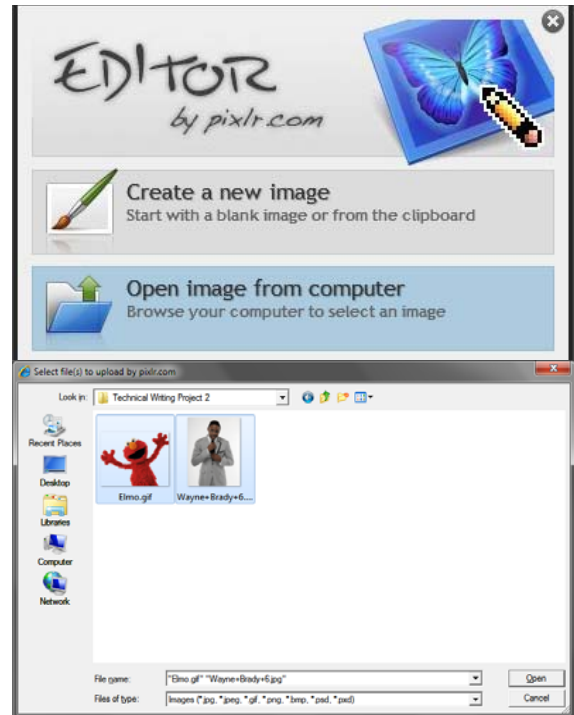 EDITOR
by pixlr.com
Create a new image
Start with a blank image or from the clipboard
Open image from computer
Browse your computer to select an image
Select file(s) to upload by pixlr.com
Look in: Technical Writing Project 2
Recent Places
Desktop
Libraries
Computer
Network
Elmo.gif Wayne+Brady+6....
File name: "Elmo.gif" "Wayne+Brady+6.jpg"
Open
Files of type: Images (*.jpg, *.jpeg, *.gif, *.png, *.bmp, *.psd, *.pxd)
Cancel